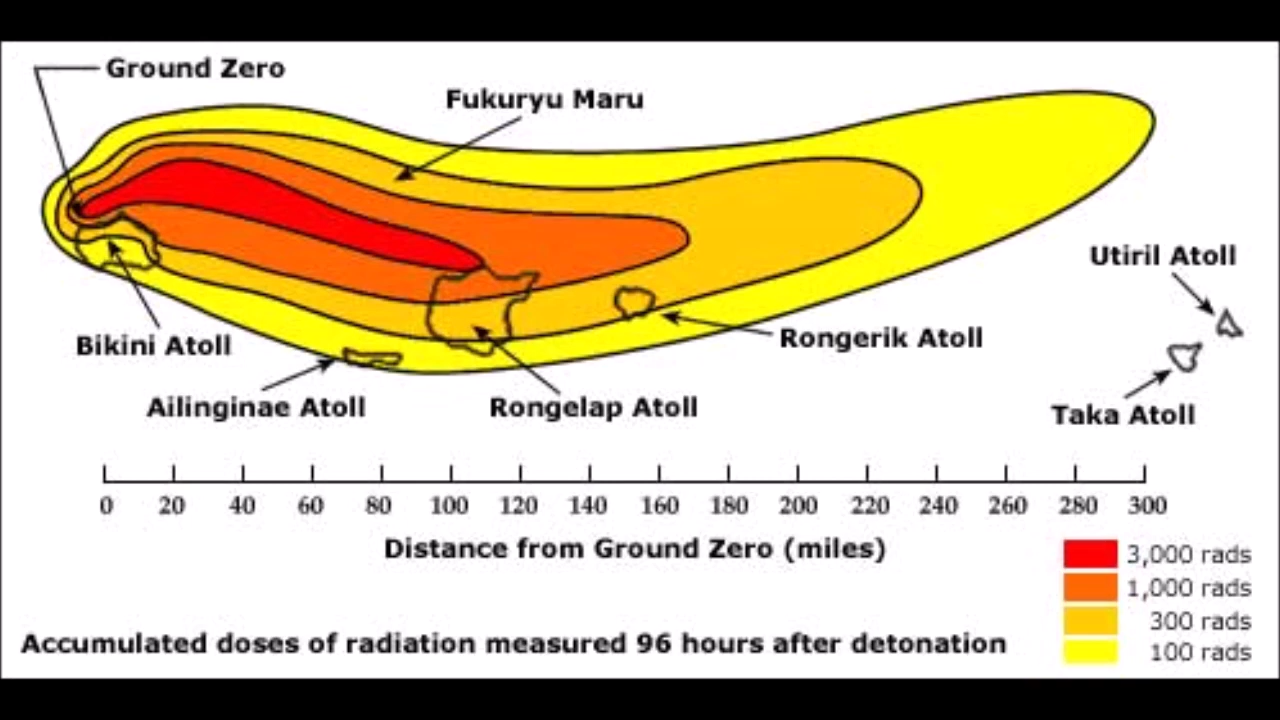 Ground Zero
Fukuryu Maru
Utiril Atoll
Bikini Atoll
Rongerik Atoll
Ailinginae Atoll
Rongelap Atoll
Taka Atoll
0 20 40 60 80 100 120 140 160 180 200 220 240 260 280 300
Distance from Ground Zero (miles)
3,000 rads
1,000 rads
300 rads
100 rads
Accumulated doses of radiation measured 96 hours after detonation